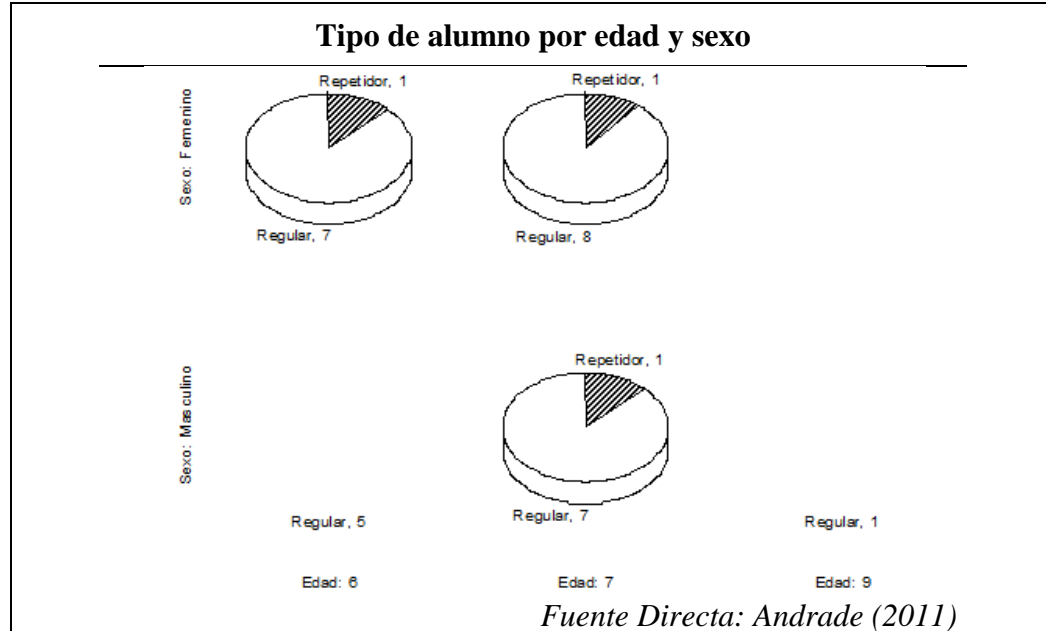 Tipo de alumno por edad y sexo
Repetidor, 1
Repetidor, 1
Sexo: Femenino
Regular, 7
Regular, 8
Repetidor, 1
Sexo: Masculino
Regular, 5
Regular, 7
Regular, 1
Edad: 6
Edad: 7
Edad: 9
Fuente Directa: Andrade (2011)